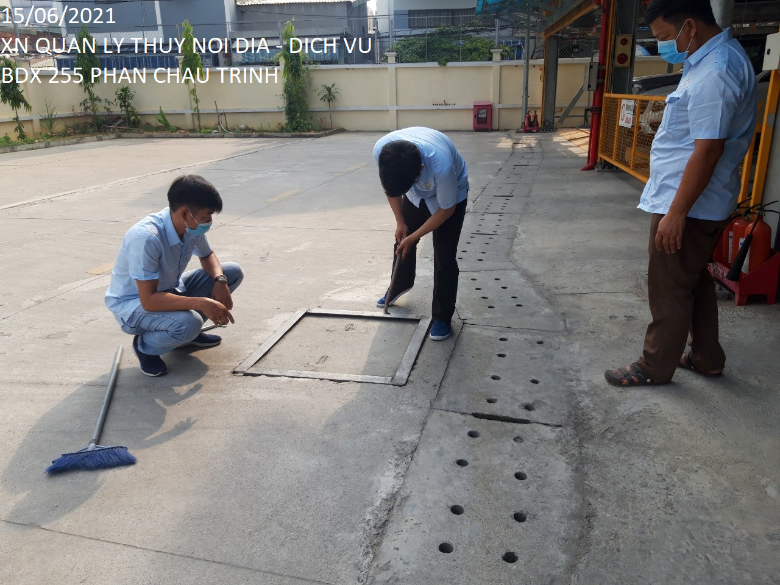 15/06/2021
XN QUAN LY THUY NOI DIA - DICH VU
BDX 255 PHAN CHAU TRINH